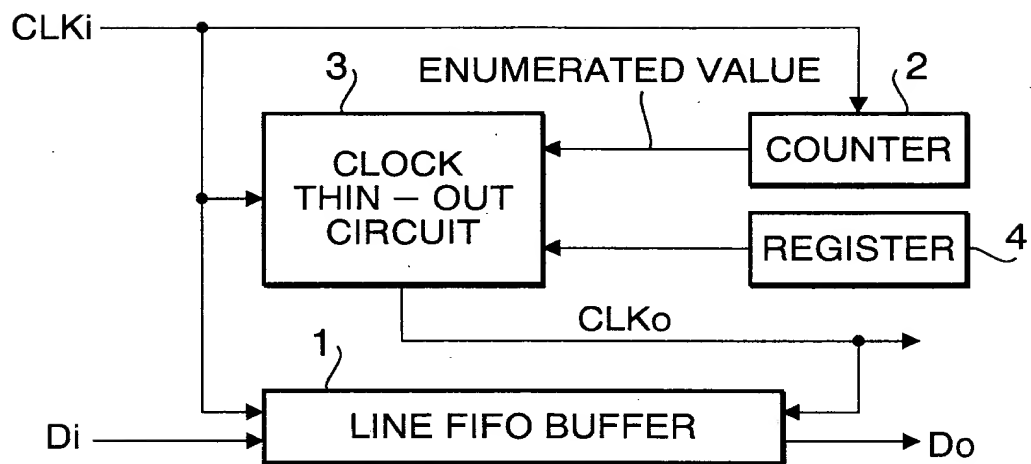 CLKi
3
ENUMERATED VALUE
2
CLOCK
THIN – OUT
CIRCUIT
COUNTER
REGISTER
4
CLKo
1
LINE FIFO BUFFER
Di
Do